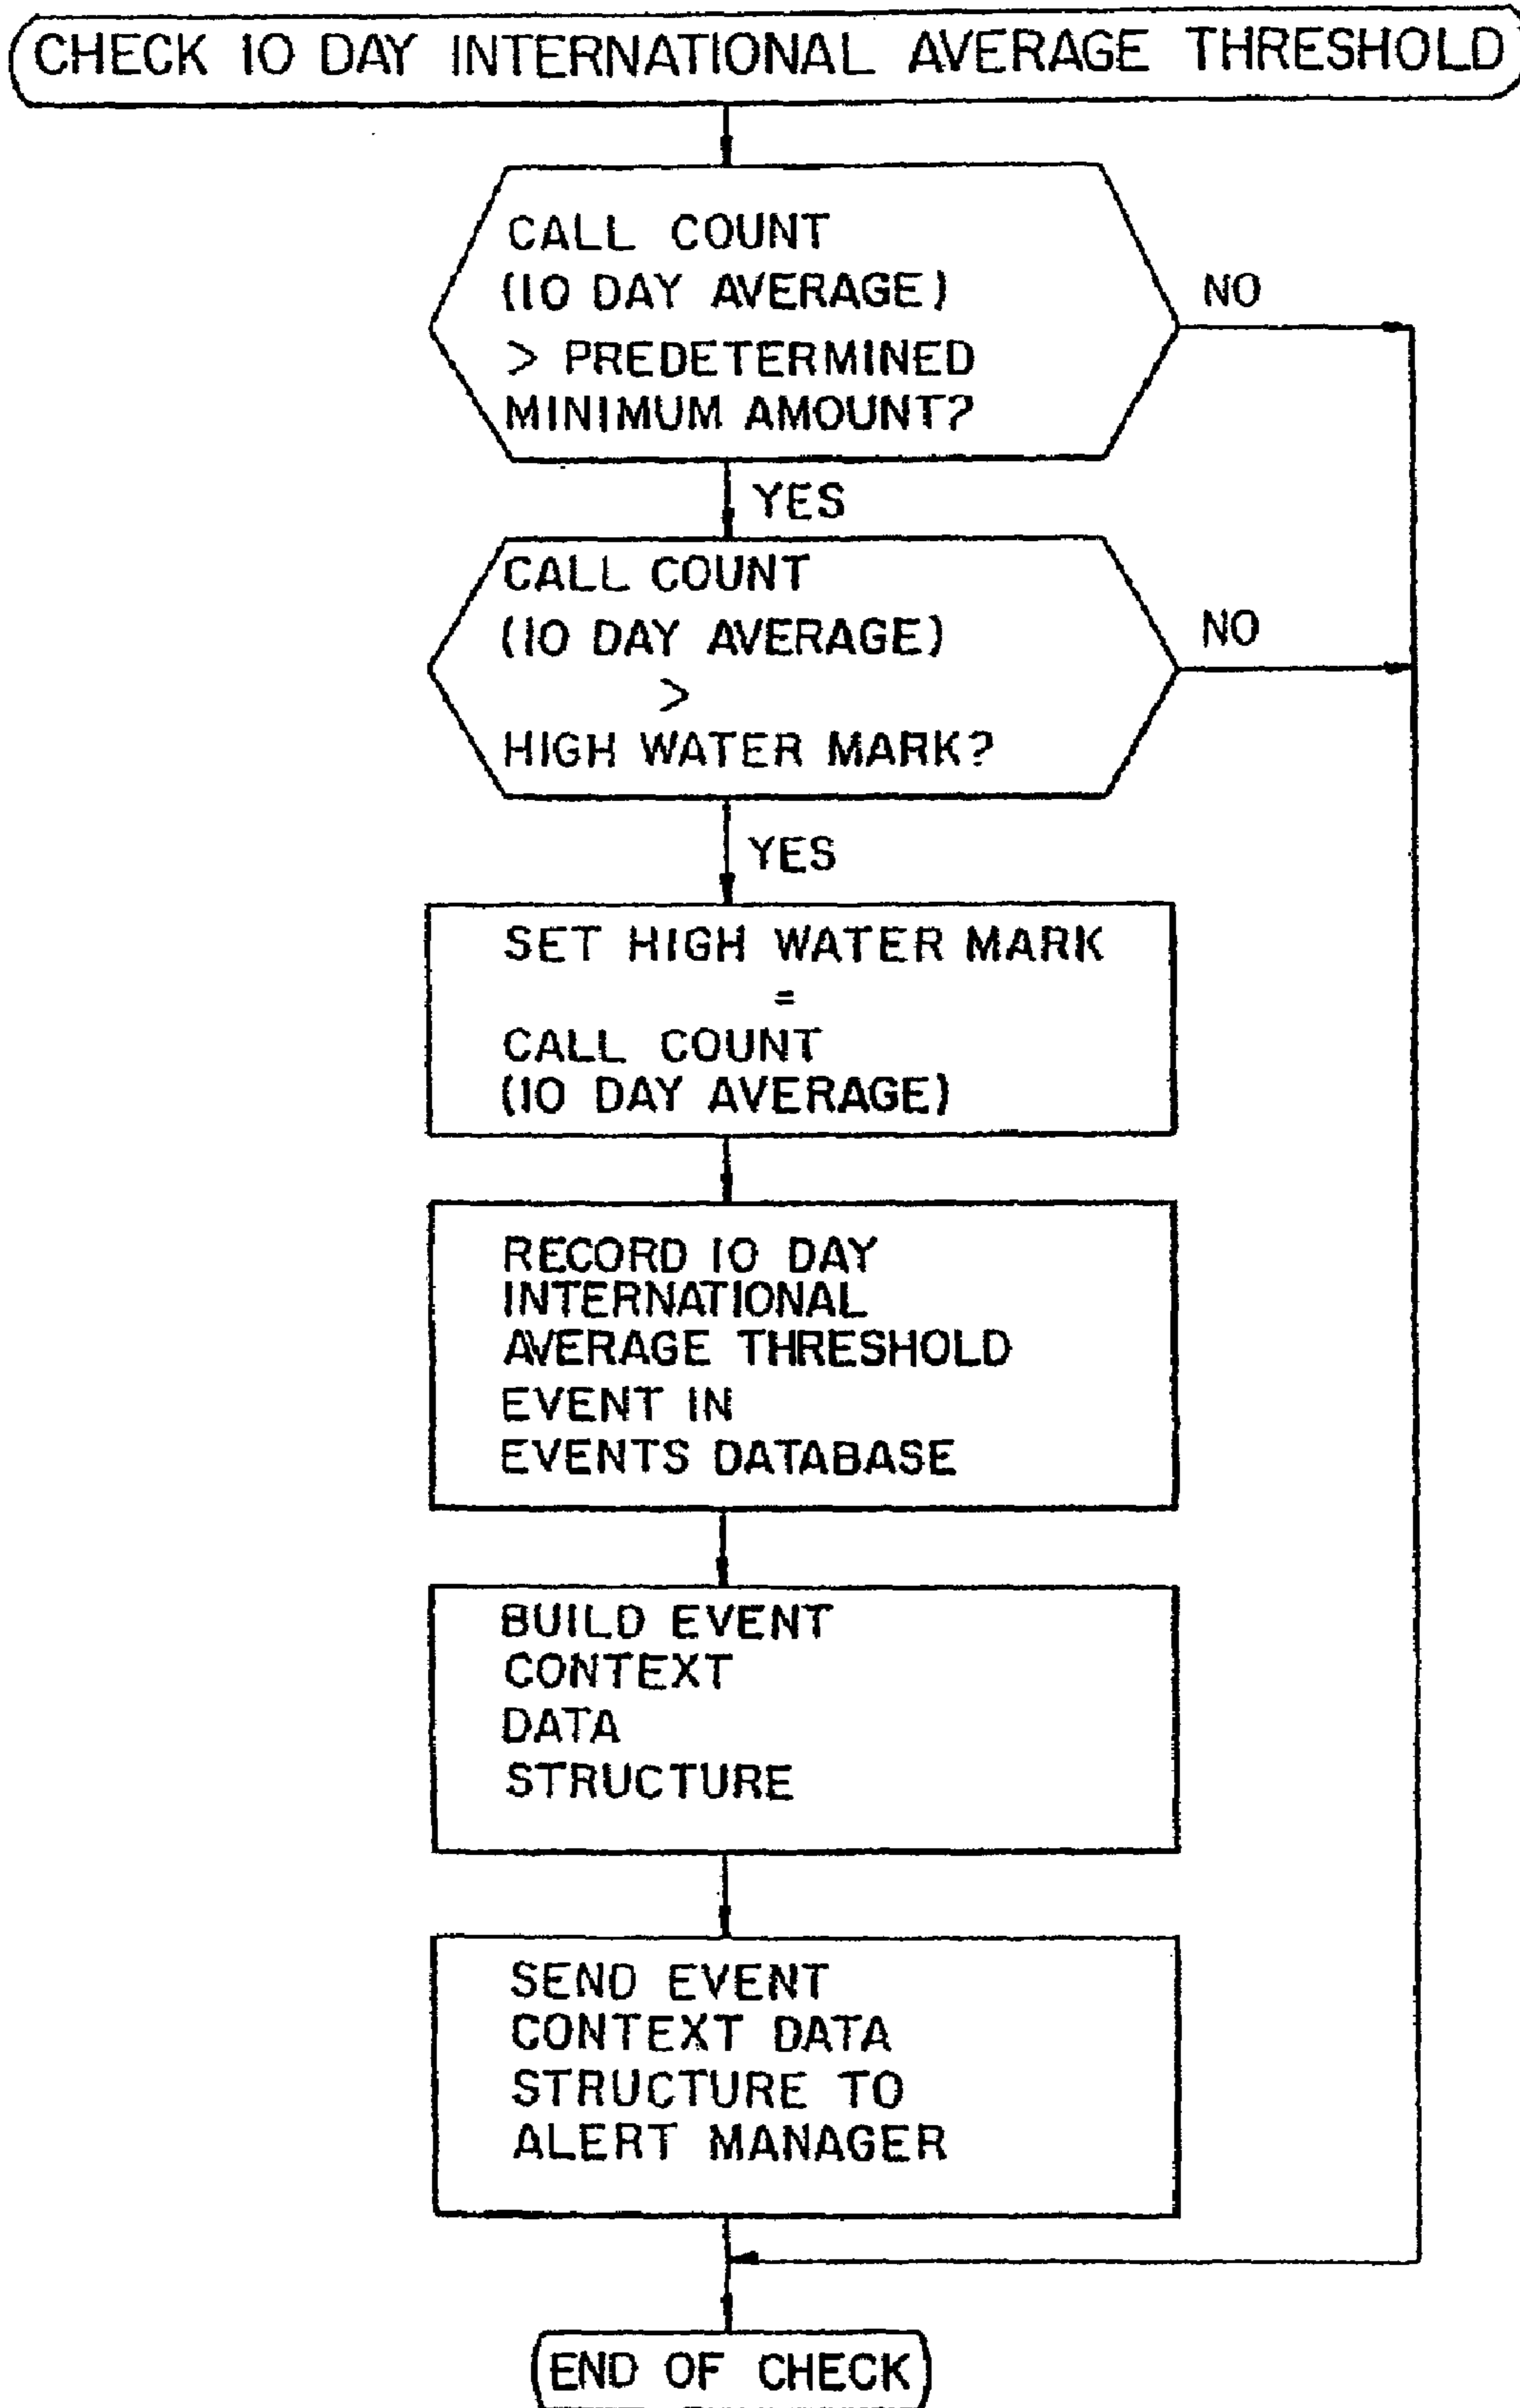 CHECK 10 DAY INTERNATIONAL AVERAGE THRESHOLD
CALL COUNT
(10 DAY AVERAGE)
> PREDETERMINED
MINIMUM AMOUNT?
NO
YES
CALL COUNT
(10 DAY AVERAGE)
>
HIGH WATER MARK?
NO
YES
SET HIGH WATER MARK
=
CALL COUNT
(10 DAY AVERAGE)
RECORD 10 DAY
INTERNATIONAL
AVERAGE THRESHOLD
EVENT IN
EVENTS DATABASE
BUILD EVENT
CONTEXT
DATA
STRUCTURE
SEND EVENT
CONTEXT DATA
STRUCTURE TO
ALERT MANAGER
END OF CHECK